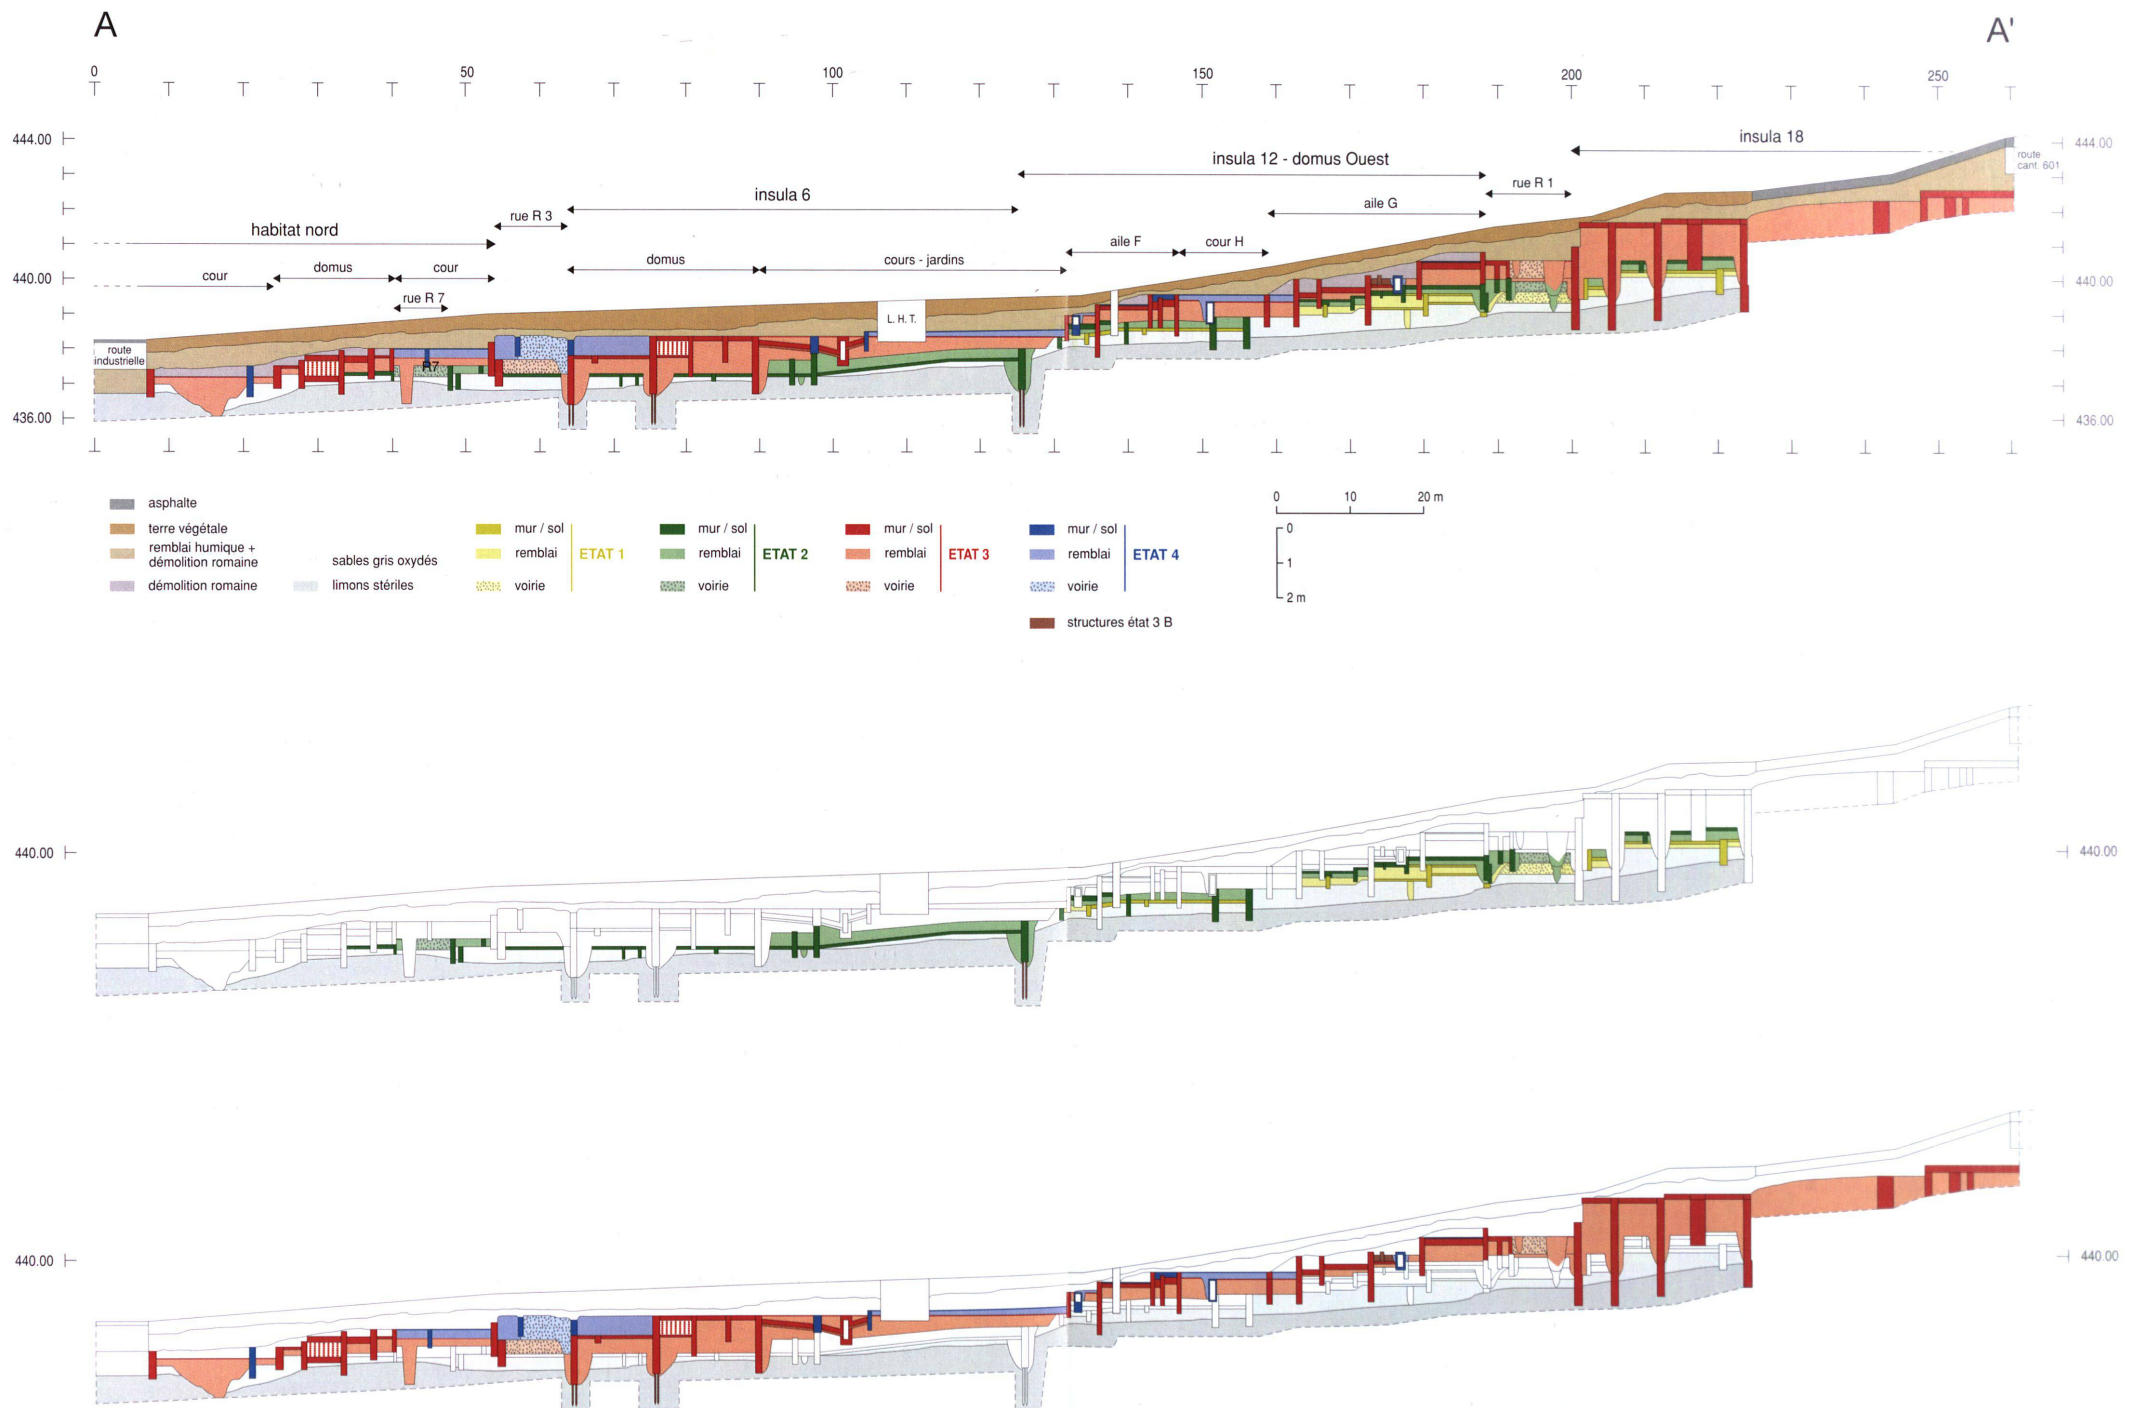 A A'
0 50 100 150 200 250
444.00 444.00
insula 18
route
cant. 601
insula 12 - domus Ouest
rue R 1
insula 6
aile G
rue R 3
habitat nord
aile F cour H
domus cours - jardins
cour domus cour
440.00 440.00
rue R 7
L. H. T.
route
industrielle
R7
436.00 436.00
asphalte
terre végétale
remblai humique +
démolition romaine
démolition romaine
sables gris oxydés
limons stériles
mur / sol
remblai
voirie
ETAT 1
mur / sol
remblai
voirie
ETAT 2
mur / sol
remblai
voirie
ETAT 3
mur / sol
remblai
voirie
ETAT 4
structures état 3 B
0 10 20 m
0
1
2 m
440.00 440.00
440.00 440.00